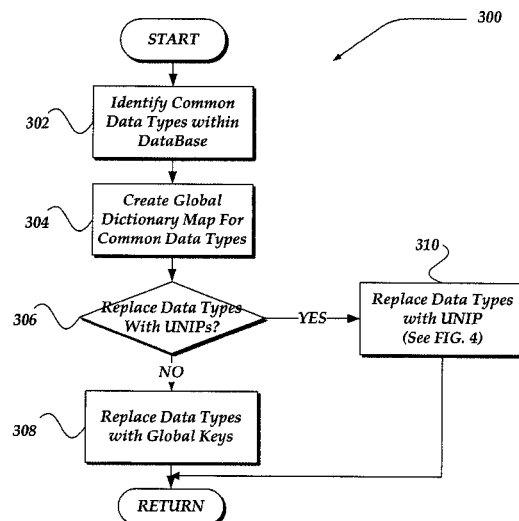 300
START
302
Identify Common
Data Types within
DataBase
304
Create Global
Dictionary Map For
Common Data Types
306
Replace Data Types
With UNIPs?
YES
310
Replace Data Types
with UNIP
(See FIG. 4)
NO
308
Replace Data Types
with Global Keys
RETURN